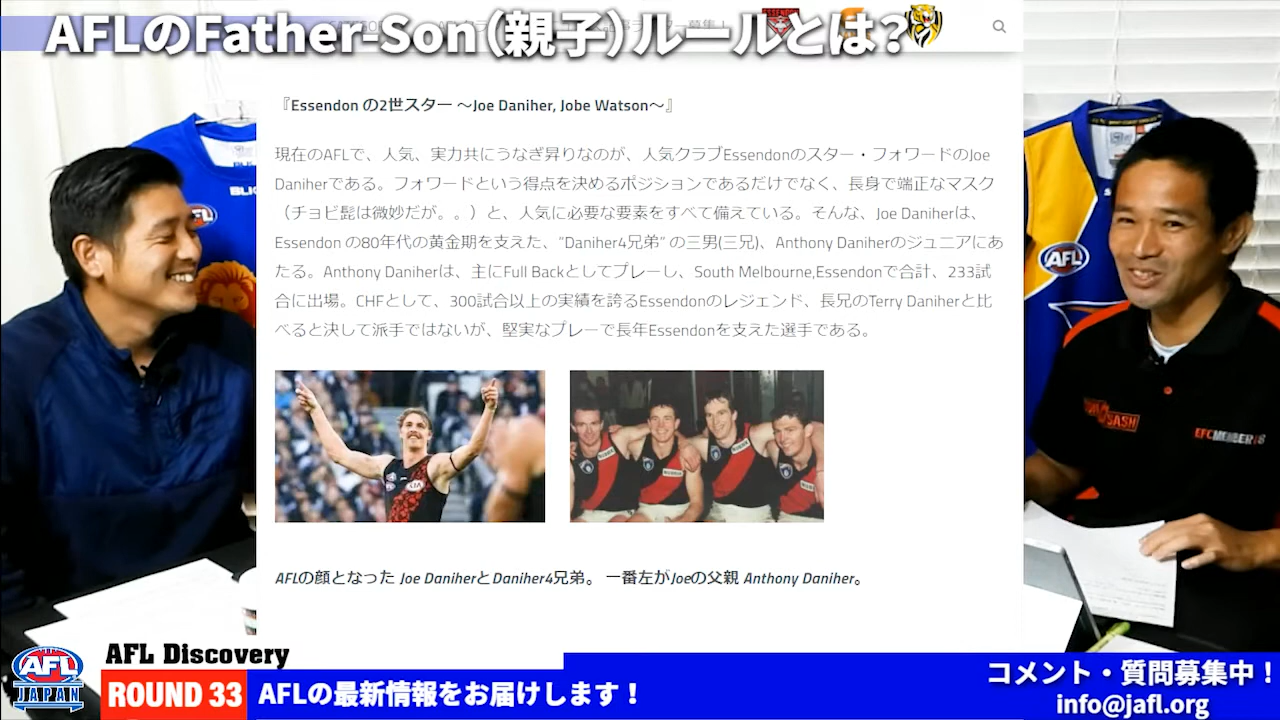 AFLのFather-Son（親子）ルールとは？
『Essendon の2世スター ～Joe Daniher, Jobe Watson～』
現在のAFLで、人気、実力共にうなぎ昇りなのが、人気クラブEssendonのスター・フォワードのJoe
Daniherである。フォワードという得点を決めるポジションであるだけでなく、長身で端正なマスク
（チョビ髭は微妙だが。。）と、人気に必要な要素をすべて備えている。そんな、Joe Daniherは、
Essendon の80年代の黄金期を支えた、“Daniher4兄弟” の三男(三兄)、Anthony Daniherのジュニアにあ
たる。Anthony Daniherは、主にFull Backとしてプレーし、South Melbourne,Essendonで合計、233試
合に出場。CHFとして、300試合以上の実績を誇るEssendonのレジェンド、長兄のTerry Daniherと比
べると決して派手ではないが、堅実なプレーで長年Essendonを支えた選手である。
AFL
AFL
KIA
EFCMEMBER18
AFLの顔となった Joe DaniherとDaniher4兄弟。 一番左がJoeの父親 Anthony Daniher。
AFL
JAPAN
AFL Discovery
ROUND 33
AFLの最新情報をお届けします！
コメント・質問募集中！
info@jafl.org